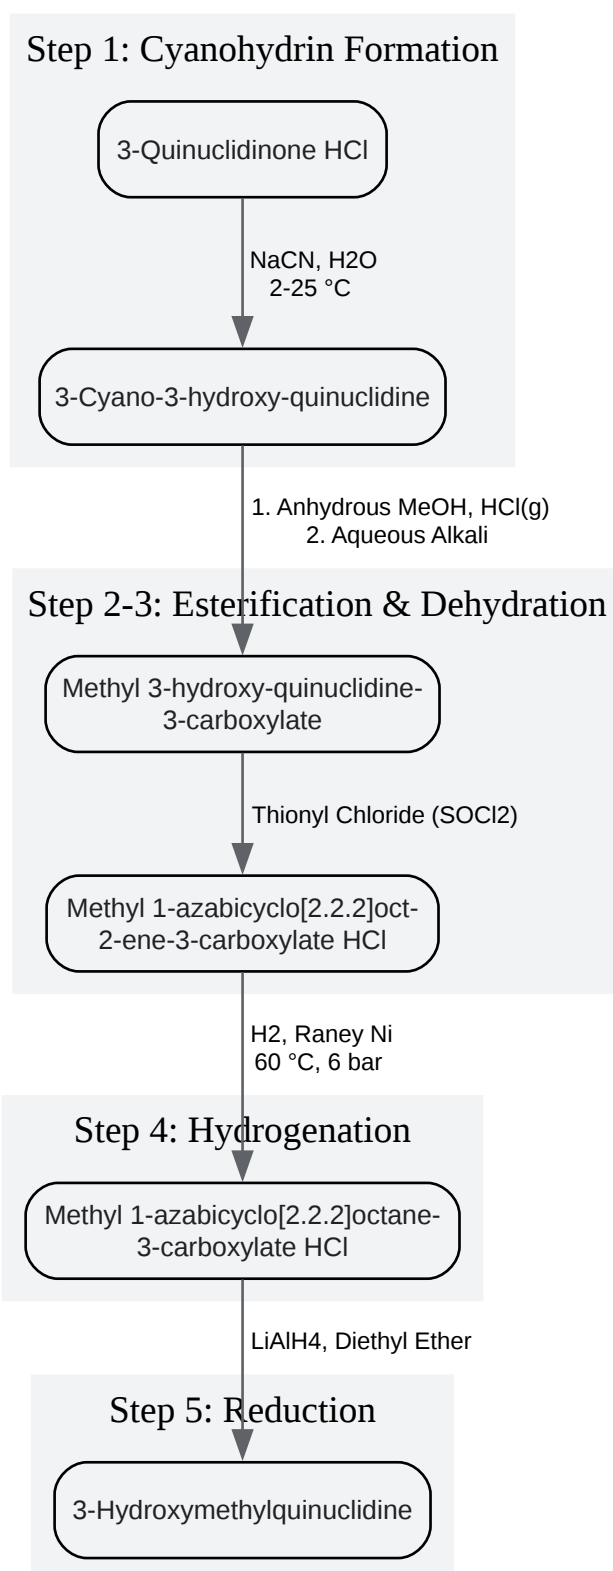 Step 1: Cyanohydrin Formation
3-Quinuclidinone HCl
NaCN, H2O
2-25 °C
3-Cyano-3-hydroxy-quinuclidine
1. Anhydrous MeOH, HCl(g)
2. Aqueous Alkali
Step 2-3: Esterification & Dehydration
Methyl 3-hydroxy-quinuclidine-
3-carboxylate
Thionyl Chloride (SOCl2)
Methyl 1-azabicyclo[2.2.2]oct-
2-ene-3-carboxylate HCl
H2, Raney Ni
60 °C, 6 bar
Step 4: Hydrogenation
Methyl 1-azabicyclo[2.2.2]octane-
3-carboxylate HCl
LiAlH4, Diethyl Ether
Step 5: Reduction
3-Hydroxymethylquinuclidine